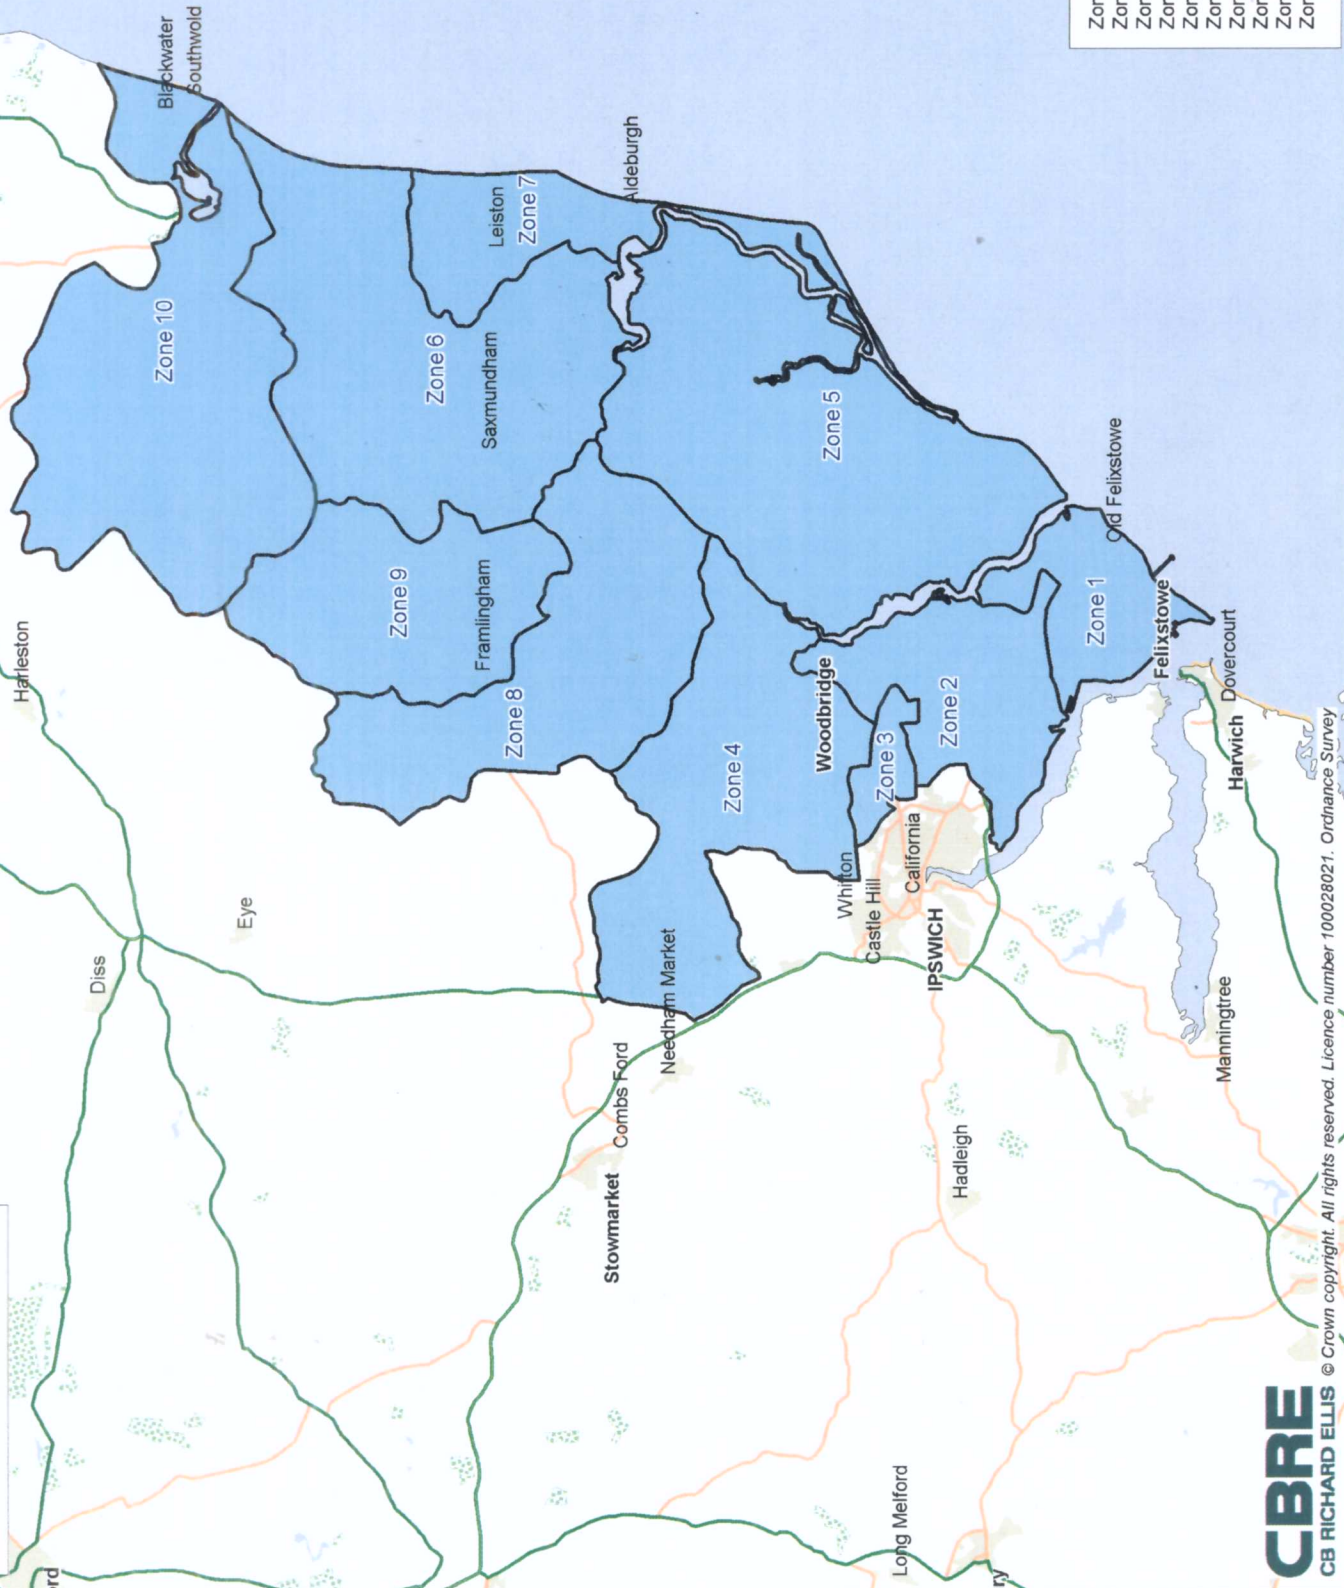 Blackwater
Southwold
Harleston
Zone 10
Diss
Eye
Zone 9
Zone 6
Leiston
Zone 7
Saxmundham
Framlingham
Zone 8
Aldeburgh
Stowmarket
Combs Ford
Needham Market
Zone 4
Woodbridge
Zone 5
Whitton
Castle Hill
Zone 3
California
IPSWICH
Zone 2
Long Melford
Hadleigh
Zone 1
Old Felixstowe
Felixstowe
Dovercourt
Harwich
Manningtree
CBRE
CB RICHARD ELLIS
© Crown copyright. All rights reserved. Licence number 100028021. Ordnance Survey